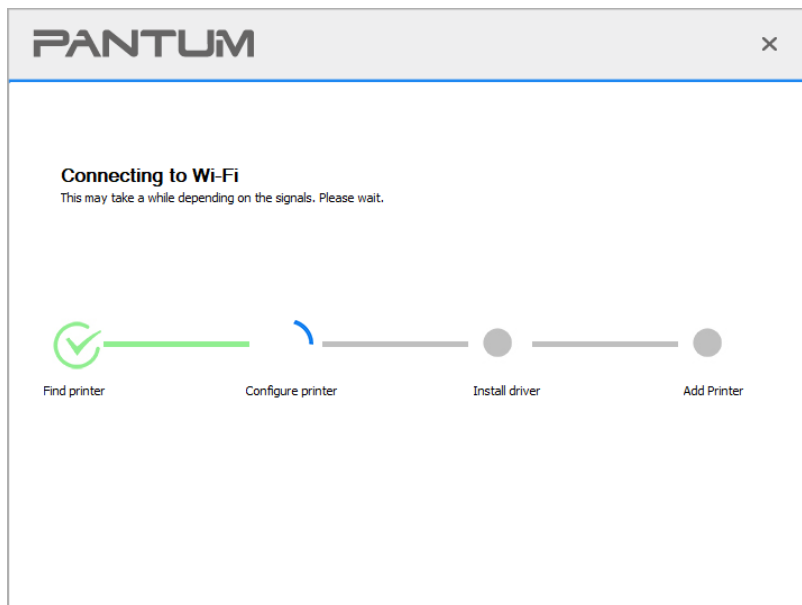 PANTUM
Connecting to Wi-Fi
This may take a while depending on the signals. Please wait.
Find printer
Configure printer
Install driver
Add Printer